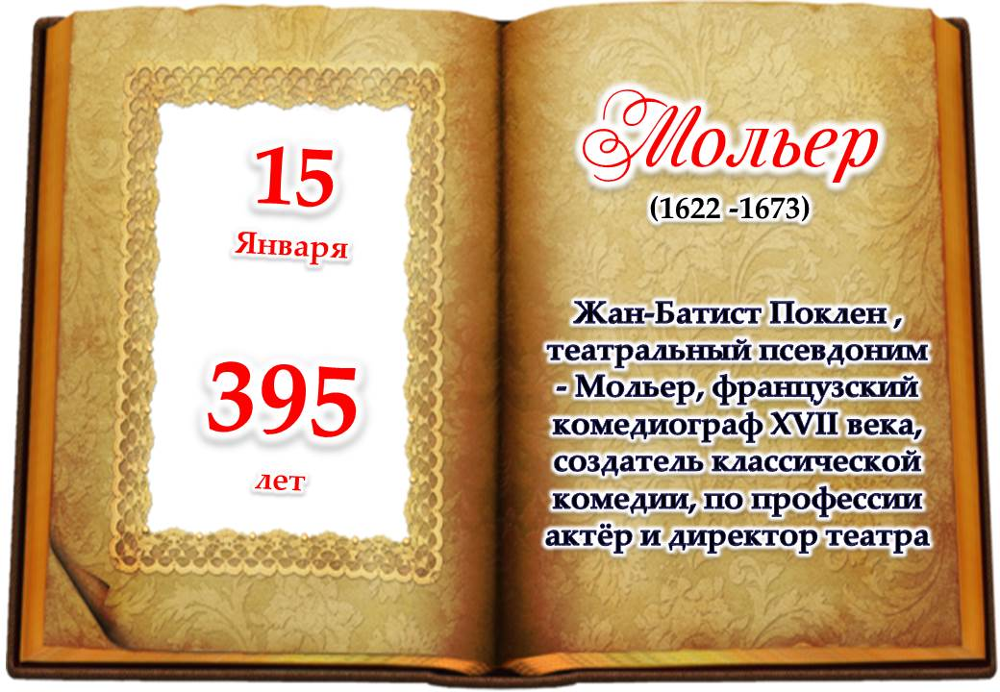 15
Января
395
лет
Мольер
(1622 -1673)
Жан-Батист Поклен ,
театральный псевдоним
- Мольер, французский
комедиограф XVII века,
создатель классической
комедии, по профессии
актёр и директор театра